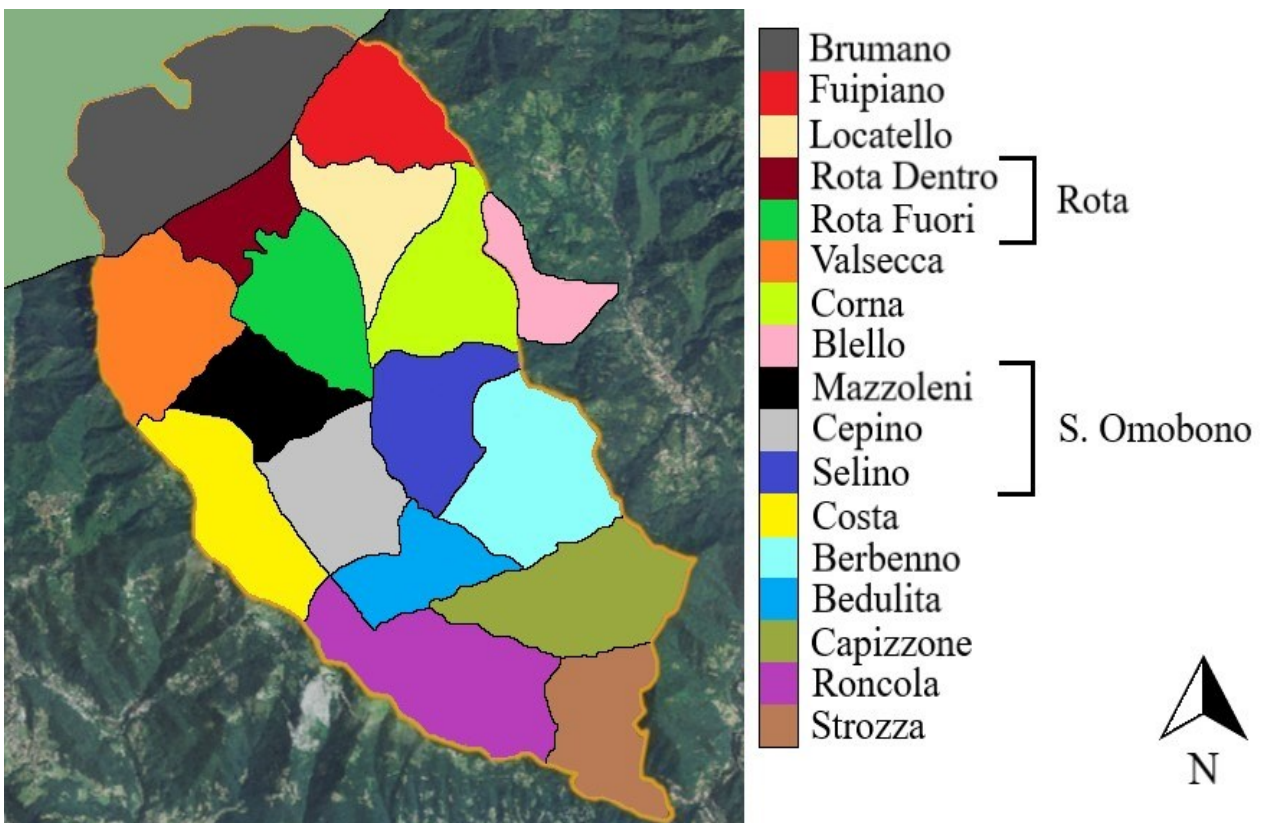 Brumano
Fuipiano
Locatello
Rota Dentro
Rota Fuori
Rota
Valsecca
Corna
Blello
Mazzoleni
Cepino
Selino
S. Omobono
Costa
Berbenno
Bedulita
Capizzone
Roncola
Strozza
N